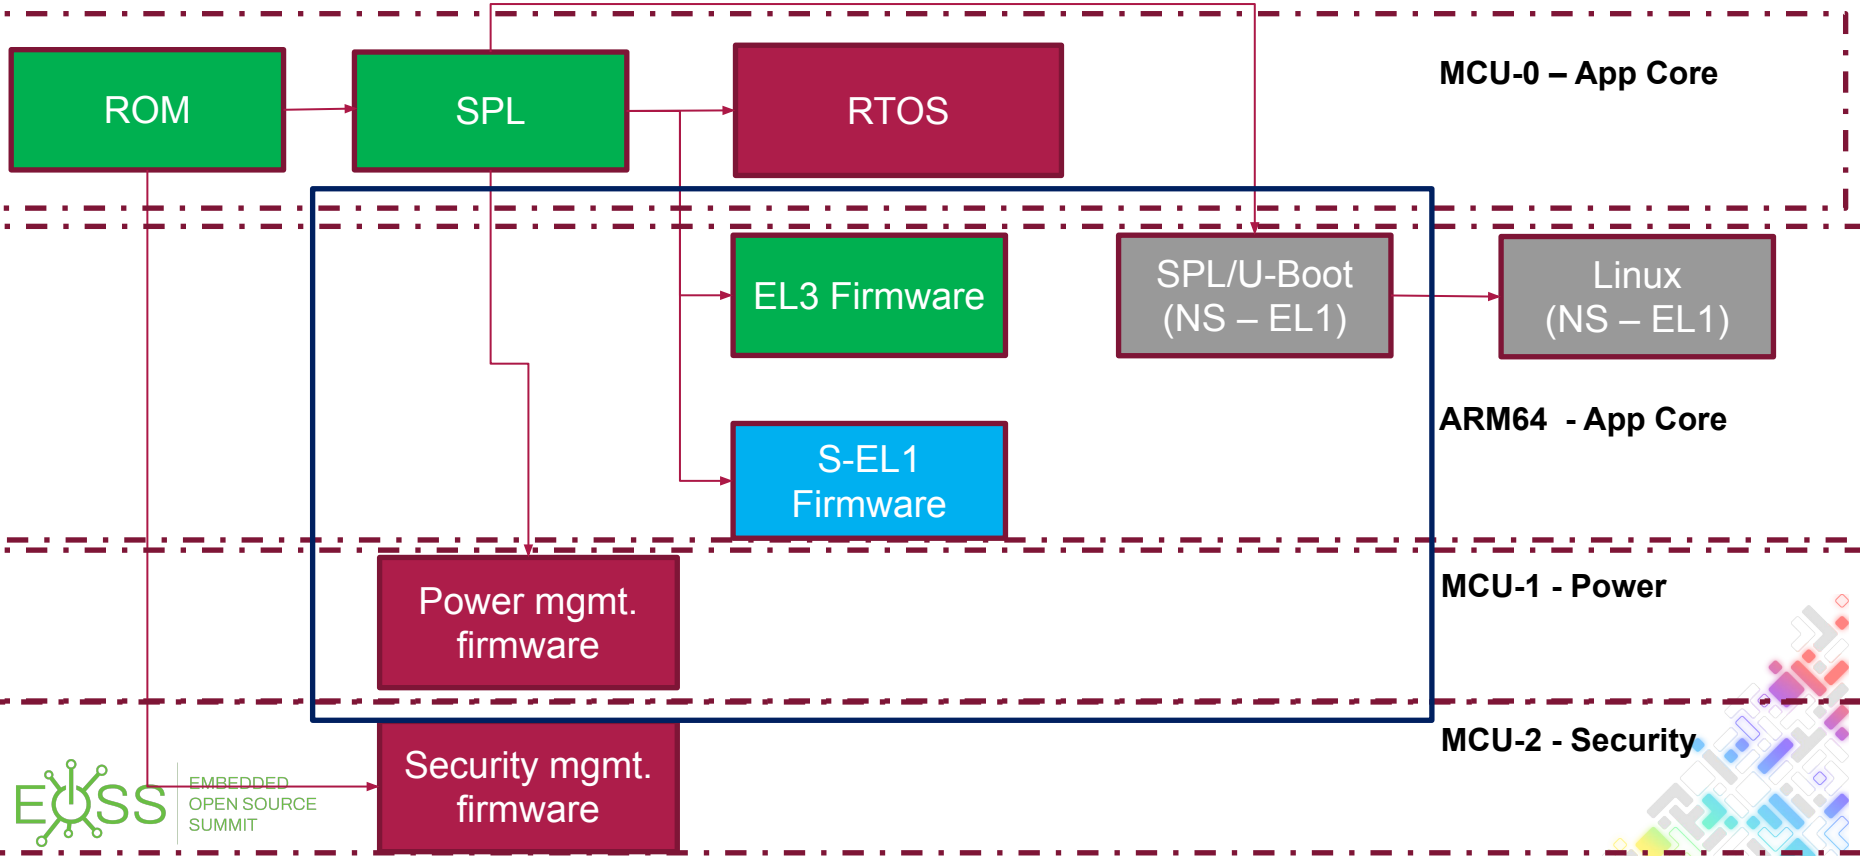 MCU-0 – App Core
ROM
SPL
RTOS
EL3 Firmware
SPL/U-Boot
(NS – EL1)
Linux
(NS – EL1)
ARM64  - App Core
S-EL1
Firmware
MCU-1 - Power
Power mgmt.
firmware
MCU-2 - Security
Security mgmt.
firmware
EOSS
EMBEDDED
OPEN SOURCE
SUMMIT